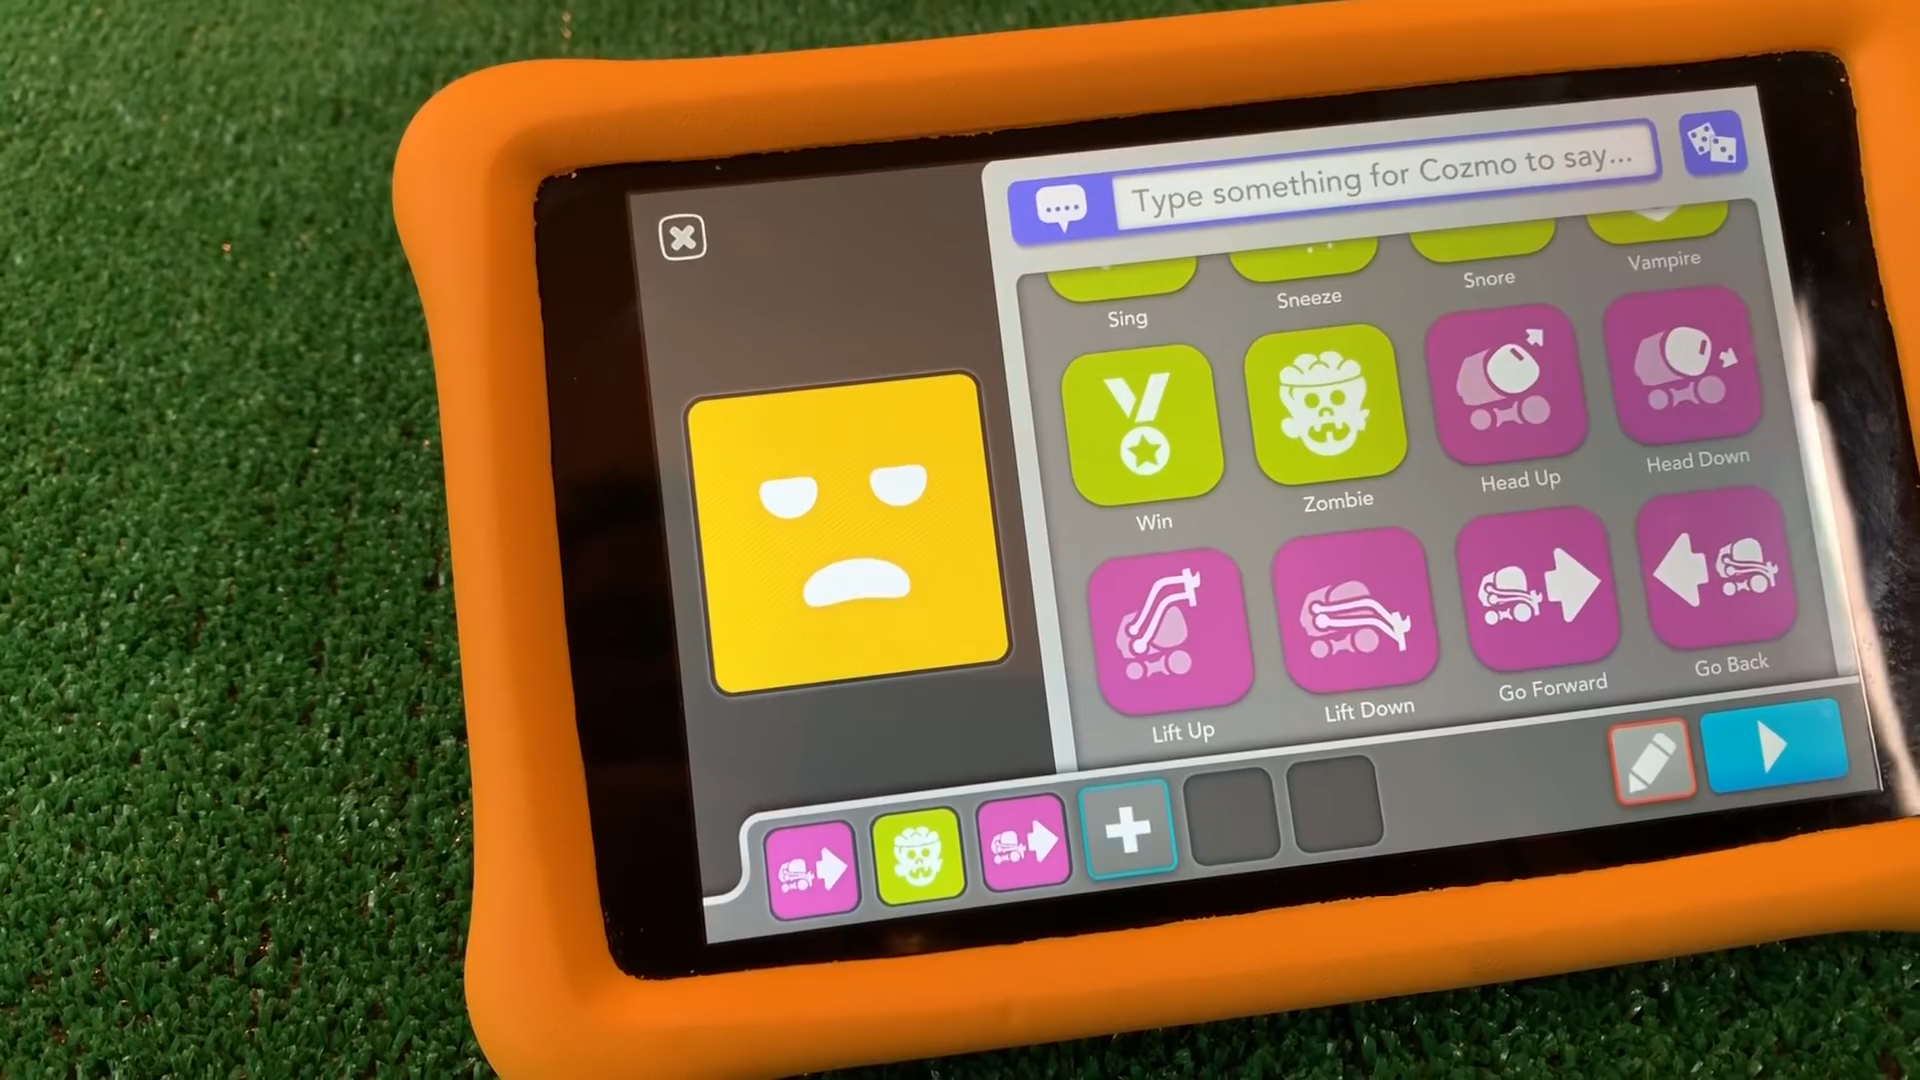 Type something for Cozmo to say...
Sing
Sneeze
Snore
Vampire
Win
Zombie
Head Up
Head Down
Lift Up
Lift Down
Go Forward
Go Back